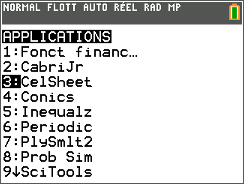 NORMAL FLOTT AUTO RÉEL RAD MP
APPLICATIONS
1:Fonct financ…
2:CabriJr
3:CelSheet
4:Conics
5:Inequalz
6:Periodic
7:PlySmlt2
8:Prob Sim
9↓SciTools